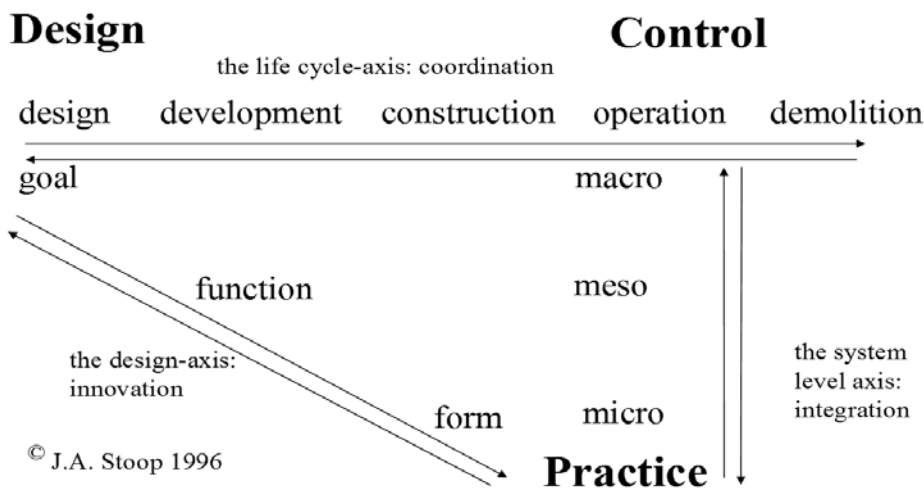 Design
Control
the life cycle-axis: coordination
design development construction operation demolition
goal
macro
function
meso
the design-axis:
innovation
the system
level axis:
integration
form
micro
© J.A. Stoop 1996
Practice